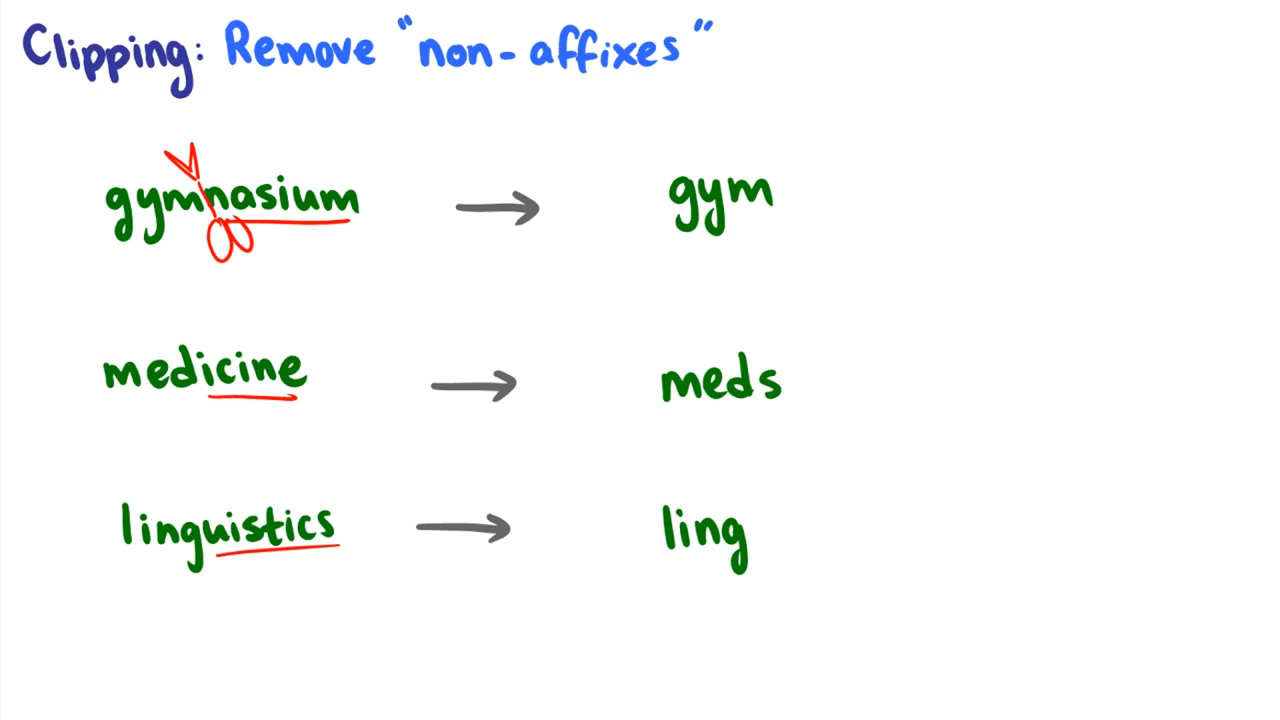 Clipping: Remove "non-affixes"
gymnasium → gym
medicine → meds
linguistics → ling